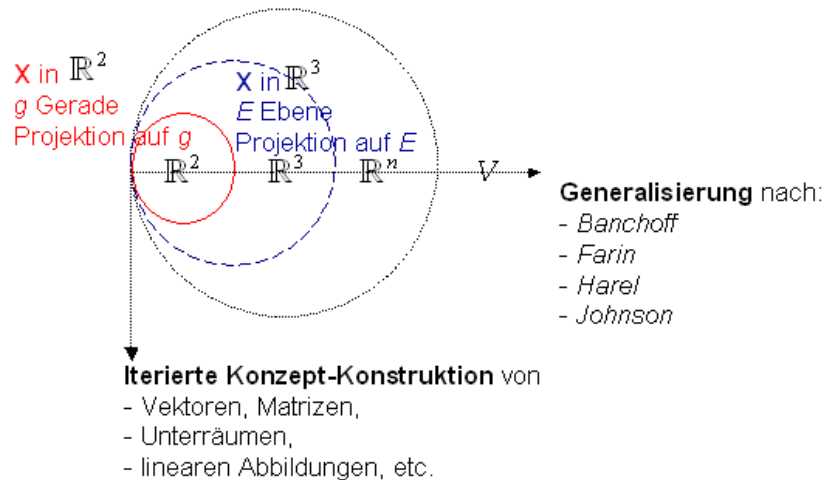 X in ℝ²
g Gerade
Projektion auf g
X in ℝ³
E Ebene
Projektion auf E
ℝ² ℝ³ ℝⁿ V
Generalisierung nach:
- Banchoff
- Farin
- Harel
- Johnson
Iterierte Konzept-Konstruktion von
- Vektoren, Matrizen,
- Unterräumen,
- linearen Abbildungen, etc.